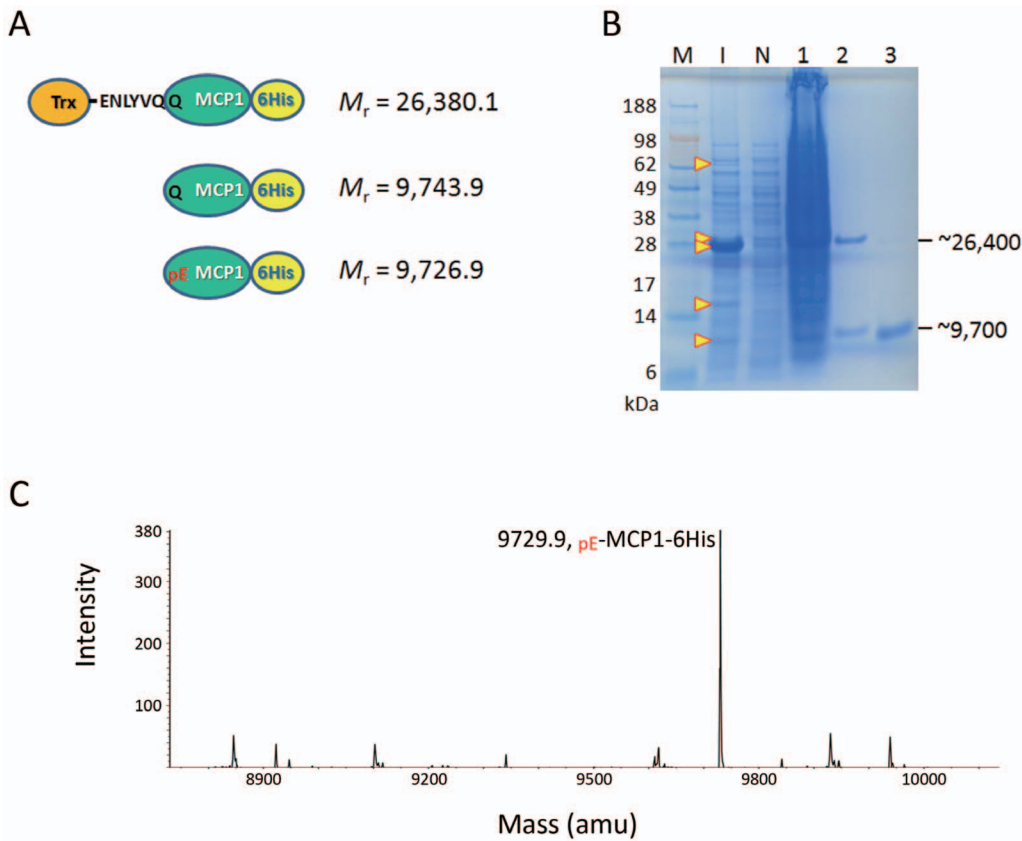 A
Trx -ENLYVQQ MCP1 6His Mr = 26,380.1
Q MCP1 6His Mr = 9,743.9
pE MCP1 6His Mr = 9,726.9
B
M I N 1 2 3
188
98
62
49
38
28
17
14
6
kDa
~26,400
~9,700
C
380
300
200
100
Intensity
9729.9, pE-MCP1-6His
8900 9200 9500 9800 10000
Mass (amu)